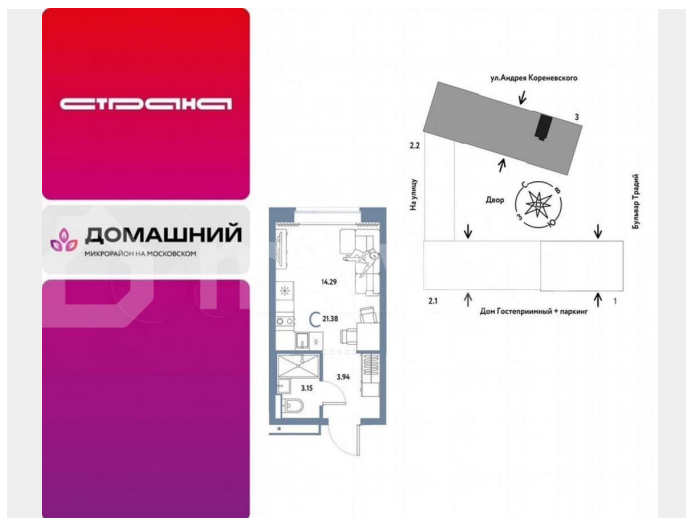 СТРАНА
ДОМАШНИЙ
МИКРОРАЙОН НА МОСКОВСКОМ
14.29
С 21.38
3.94
3.15
ул.Андрея Кореневского
3
2.2
На улицу
Двор
С
В
З
Ю
Бульвар Традий
2.1
1
Дом Гостеприимный + паркинг